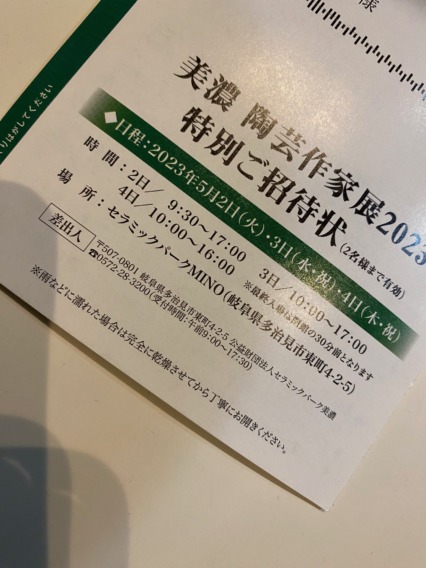 様
りはがしてください
美濃 陶芸作家展2023
特別ご招待状(2名様まで有効)
◆日程:2023年5月2日(火)・3日(水・祝)・4日(木・祝)
時間:2日/ 9:30〜17:00 3日/10:00〜17:00
4日/10:00〜16:00 ※最終入場は閉館の30分前となります
場所:セラミックパークMINO(岐阜県多治見市東町4-2-5)
差出人 〒507-0801 岐阜県多治見市東町4-2-5 公益財団法人セラミックパーク美濃
☎0572-28-3200(受付時間:午前9:00〜17:30)
※雨などに濡れた場合は完全に乾燥させてから丁寧にお開きください。